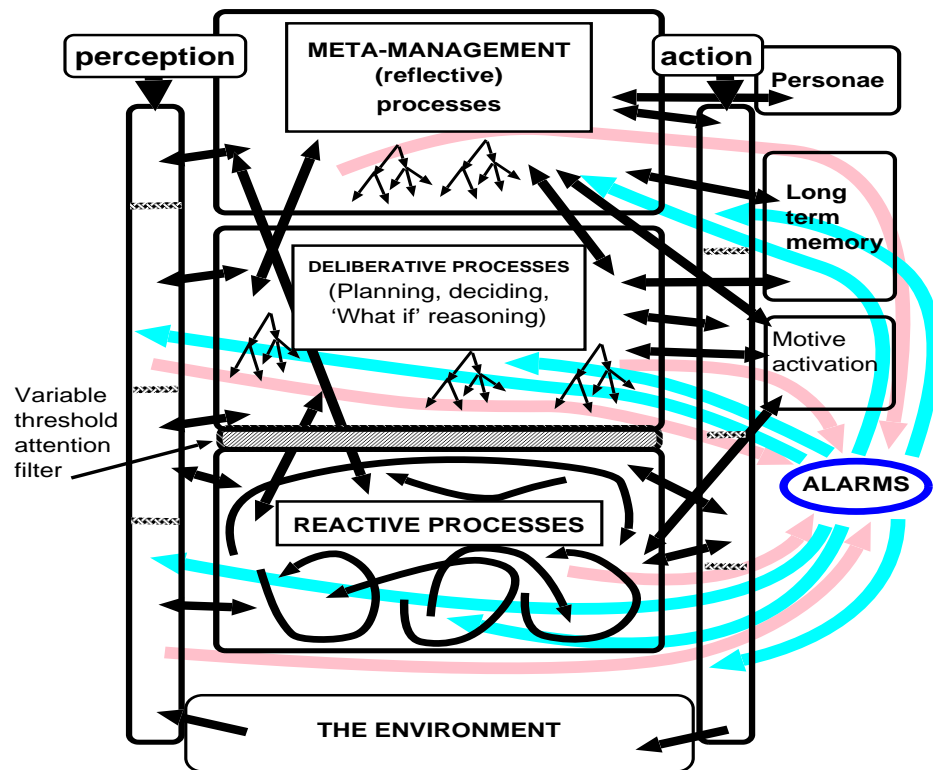 perception
META-MANAGEMENT
(reflective)
processes
action
Personae
Long
term
memory
DELIBERATIVE PROCESSES
(Planning, deciding,
‘What if’ reasoning)
Motive
activation
Variable
threshold
attention
filter
ALARMS
REACTIVE PROCESSES
THE ENVIRONMENT